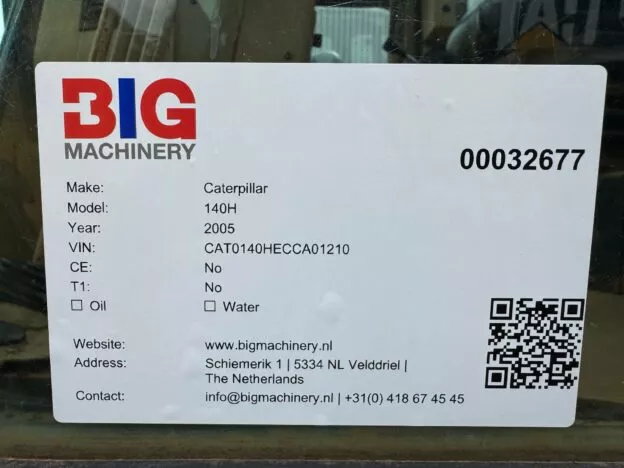 BIG
MACHINERY
00032677
Make: Caterpillar
Model: 140H
Year: 2005
VIN: CAT0140HECCA01210
CE: No
T1: No
☐ Oil ☐ Water
Website: www.bigmachinery.nl
Address: Schiemerik 1 | 5334 NL Velddriel |
The Netherlands
Contact: info@bigmachinery.nl | +31(0) 418 67 45 45